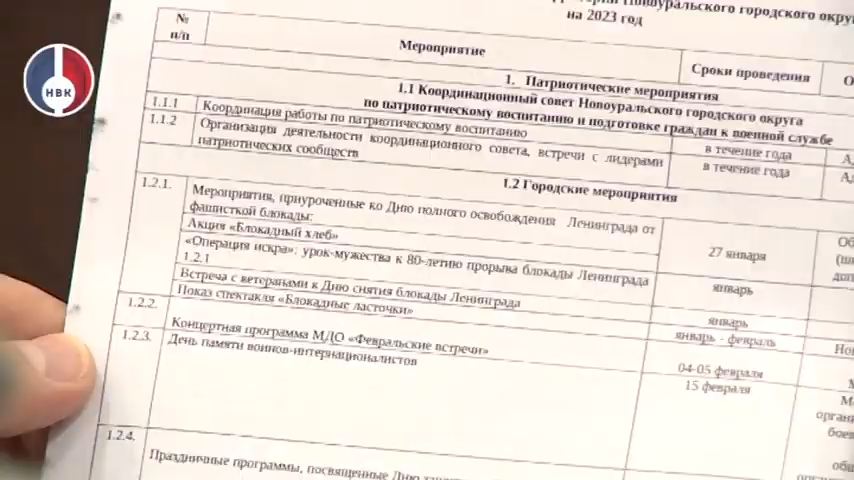 Новоуральского городского округа
на 2023 год
№
п/п
Мероприятие
Сроки проведения
НВК
1. Патриотические мероприятия
1.1 Координационный совет Новоуральского городского округа
по патриотическому воспитанию и подготовке граждан к военной службе
1.1.1 Координация работы по патриотическому воспитанию
в течение года
1.1.2 Организация деятельности координационного совета, встречи с лидерами
патриотических сообществ
в течение года
1.2 Городские мероприятия
1.2.1. Мероприятия, приуроченные ко Дню полного освобождения Ленинграда от
фашисткой блокады:
27 января
Акция «Блокадный хлеб»
«Операция искра»: урок-мужества к 80-летию прорыва блокады Ленинграда
1.2.1
январь
Встреча с ветеранами к Дню снятия блокады Ленинграда
январь
Показ спектакля «Блокадные ласточки»
январь - февраль
1.2.2. Концертная программа МДО «Февральские встречи»
04-05 февраля
1.2.3. День памяти воинов-интернационалистов
15 февраля
1.2.4. Праздничные программы, посвященные Дню